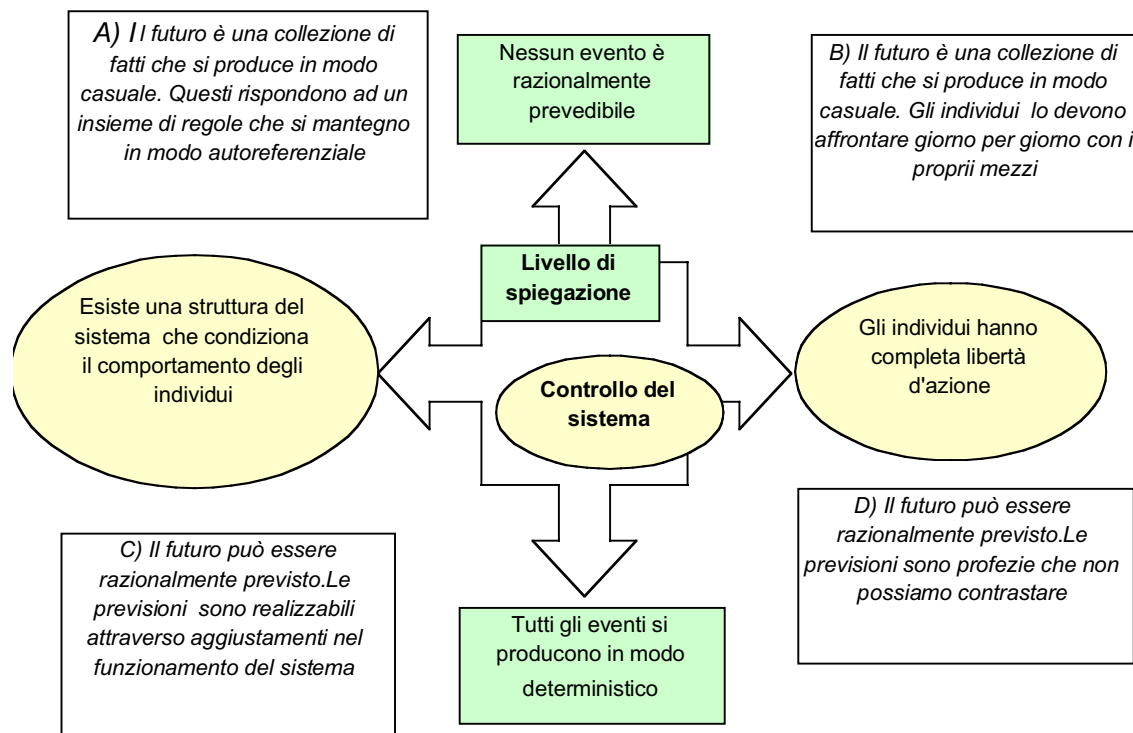 A) Il futuro è una collezione di
fatti che si produce in modo
casuale. Questi rispondono ad un
insieme di regole che si mantegno
in modo autoreferenziale
Nessun evento è
razionalmente
prevedibile
B) Il futuro è una collezione di
fatti che si produce in modo
casuale. Gli individui lo devono
affrontare giorno per giorno con i
proprii mezzi
Livello di
spiegazione
Esiste una struttura del
sistema che condiziona
il comportamento degli
individui
Gli individui hanno
completa libertà
d'azione
Controllo del
sistema
C) Il futuro può essere
razionalmente previsto.Le
previsioni sono realizzabili
attraverso aggiustamenti nel
funzionamento del sistema
Tutti gli eventi si
producono in modo
deterministico
D) Il futuro può essere
razionalmente previsto.Le
previsioni sono profezie che non
possiamo contrastare